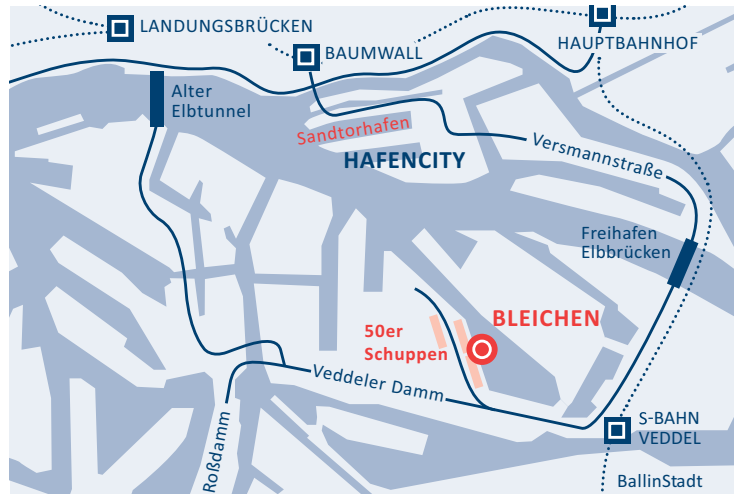 LANDUNGSBRÜCKEN
BAUMWALL
HAUPTBAHNHOF
Alter
Elbtunnel
Sandtorhafen
HAFENCITY
Versmannstraße
Freihafen
Elbbrücken
BLEICHEN
50er
Schuppen
Veddeler Damm
Roßdamm
S-BAHN
VEDDEL
BallinStadt